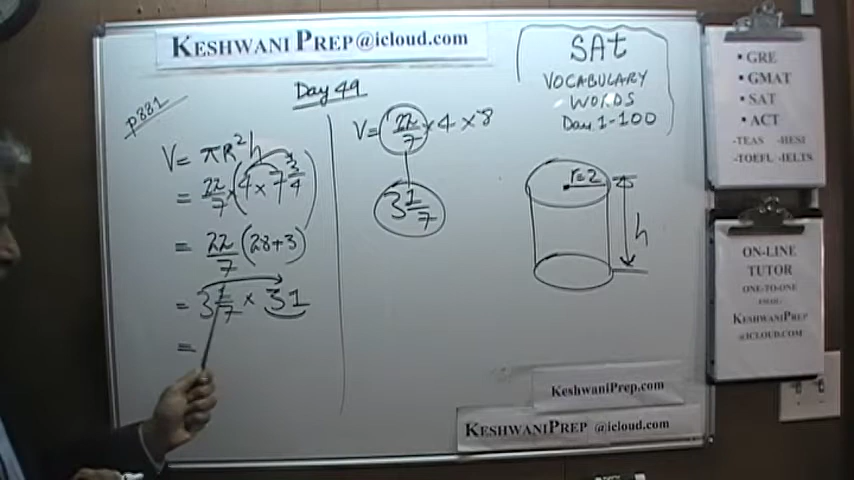 KESHWANI PREP@icloud.com
Day 49
p881
V = πR²h
= 22/7 × (4 × 7 3/4)
= 22/7 (28+3)
= 3 1/7 × 31
=
V = 22/7 × 4 × 8
3 1/7
SAt
VOCABULARY
WORDS
Day 1-100
r=2
h
• GRE
• GMAT
• SAT
• ACT
-TEAS -HESI
-TOEFL -IELTS
ON-LINE
TUTOR
ONE-TO-ONE
EMAIL:
KESHWANIPREP
@ICLOUD.COM
KeshwaniPrep.com
KESHWANIPREP @icloud.com